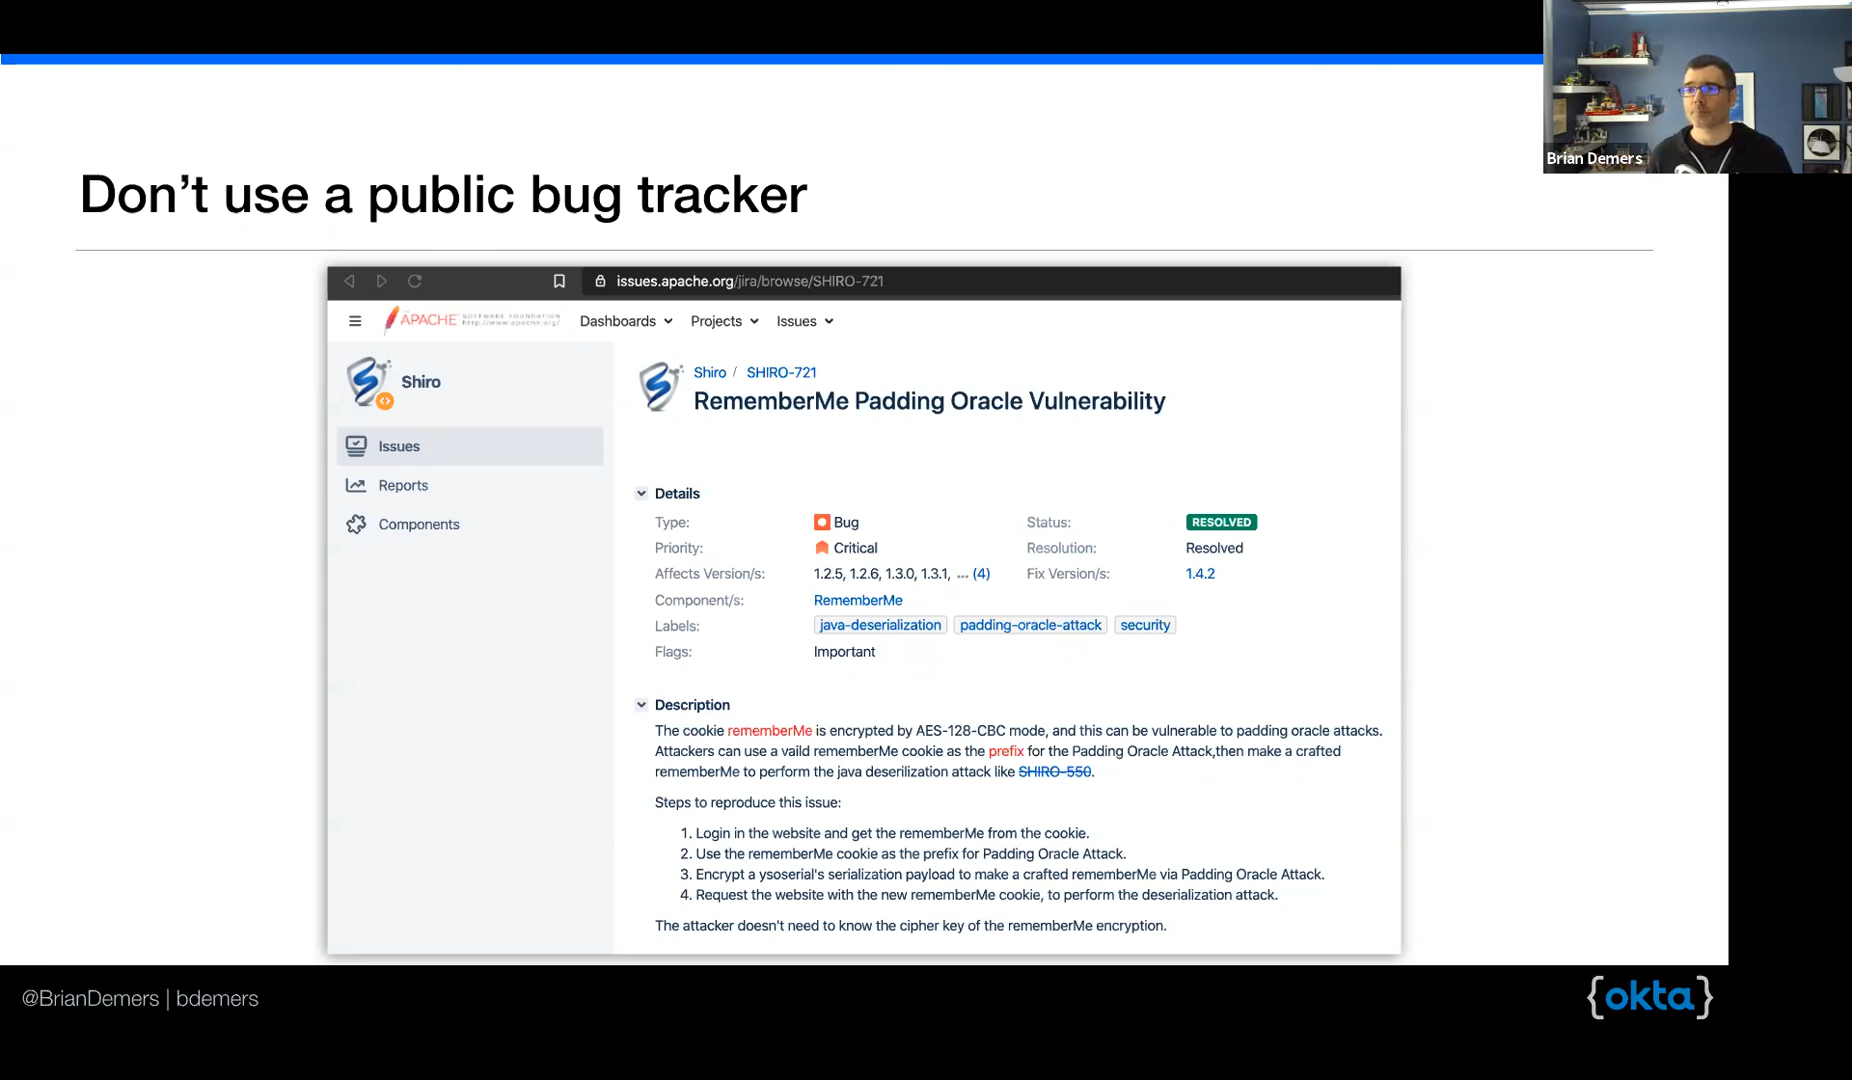 Brian Demers
Don't use a public bug tracker
issues.apache.org/jira/browse/SHIRO-721
APACHE SOFTWARE FOUNDATION
http://www.apache.org/
Dashboards Projects Issues
Shiro
Shiro / SHIRO-721
RememberMe Padding Oracle Vulnerability
Issues
Reports
Components
Details
Type: Bug Status: RESOLVED
Priority: Critical Resolution: Resolved
Affects Version/s: 1.2.5, 1.2.6, 1.3.0, 1.3.1, ... (4) Fix Version/s: 1.4.2
Component/s: RememberMe
Labels: java-deserialization padding-oracle-attack security
Flags: Important
Description
The cookie rememberMe is encrypted by AES-128-CBC mode, and this can be vulnerable to padding oracle attacks.
Attackers can use a vaild rememberMe cookie as the prefix for the Padding Oracle Attack,then make a crafted
rememberMe to perform the java deserilization attack like SHIRO-550.
Steps to reproduce this issue:
1. Login in the website and get the rememberMe from the cookie.
2. Use the rememberMe cookie as the prefix for Padding Oracle Attack.
3. Encrypt a ysoserial's serialization payload to make a crafted rememberMe via Padding Oracle Attack.
4. Request the website with the new rememberMe cookie, to perform the deserialization attack.
The attacker doesn't need to know the cipher key of the rememberMe encryption.
@BrianDemers | bdemers
{okta}